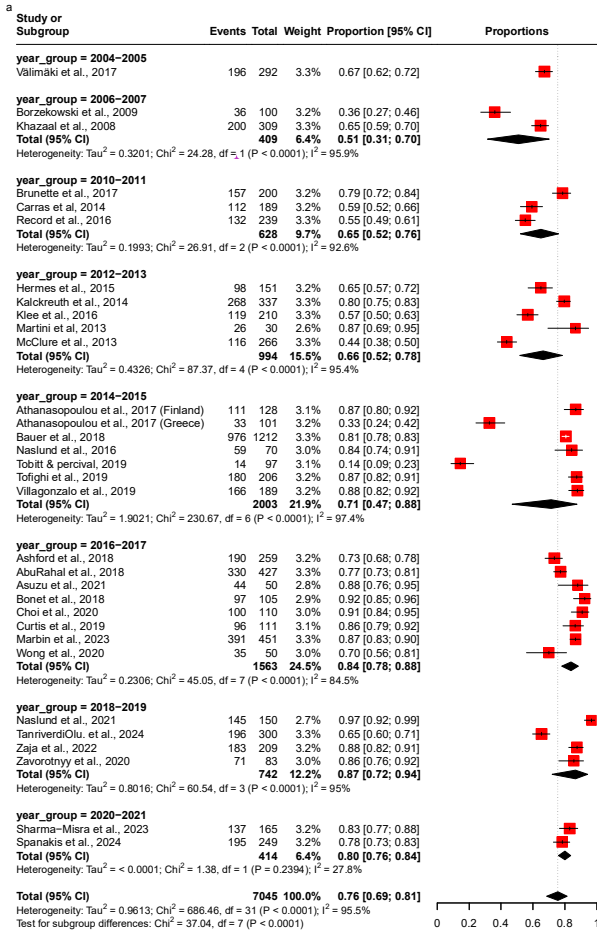 a
Study or
Subgroup Events Total Weight Proportion [95% CI] Proportions
year_group = 2004−2005
Välimäki et al., 2017 196 292 3.3% 0.67 [0.62; 0.72]
year_group = 2006−2007
Borzekowski et al., 2009 36 100 3.2% 0.36 [0.27; 0.46]
Khazaal et al., 2008 200 309 3.3% 0.65 [0.59; 0.70]
Total (95% CI) 409 6.4% 0.51 [0.31; 0.70]
Heterogeneity: Tau² = 0.3201; Chi² = 24.28, df = 1 (P < 0.0001); I² = 95.9%
year_group = 2010−2011
Brunette et al., 2017 157 200 3.2% 0.79 [0.72; 0.84]
Carras et al, 2014 112 189 3.2% 0.59 [0.52; 0.66]
Record et al., 2016 132 239 3.2% 0.55 [0.49; 0.61]
Total (95% CI) 628 9.7% 0.65 [0.52; 0.76]
Heterogeneity: Tau² = 0.1993; Chi² = 26.91, df = 2 (P < 0.0001); I² = 92.6%
year_group = 2012−2013
Hermes et al., 2015 98 151 3.2% 0.65 [0.57; 0.72]
Kalckreuth et al., 2014 268 337 3.2% 0.80 [0.75; 0.83]
Klee et al., 2016 119 210 3.2% 0.57 [0.50; 0.63]
Martini et al, 2013 26 30 2.6% 0.87 [0.69; 0.95]
McClure et al., 2013 116 266 3.3% 0.44 [0.38; 0.50]
Total (95% CI) 994 15.5% 0.66 [0.52; 0.78]
Heterogeneity: Tau² = 0.4326; Chi² = 87.37, df = 4 (P < 0.0001); I² = 95.4%
year_group = 2014−2015
Athanasopoulou et al., 2017 (Finland) 111 128 3.1% 0.87 [0.80; 0.92]
Athanasopoulou et al., 2017 (Greece) 33 101 3.2% 0.33 [0.24; 0.42]
Bauer et al., 2018 976 1212 3.3% 0.81 [0.78; 0.83]
Naslund et al., 2016 59 70 2.9% 0.84 [0.74; 0.91]
Tobitt & percival, 2019 14 97 3.0% 0.14 [0.09; 0.23]
Tofighi et al., 2019 180 206 3.2% 0.87 [0.82; 0.91]
Villagonzalo et al., 2019 166 189 3.1% 0.88 [0.82; 0.92]
Total (95% CI) 2003 21.9% 0.71 [0.47; 0.88]
Heterogeneity: Tau² = 1.9021; Chi² = 230.67, df = 6 (P < 0.0001); I² = 97.4%
year_group = 2016−2017
Ashford et al., 2018 190 259 3.2% 0.73 [0.68; 0.78]
AbuRahal et al., 2018 330 427 3.3% 0.77 [0.73; 0.81]
Asuzu et al., 2021 44 50 2.8% 0.88 [0.76; 0.95]
Bonet et al., 2018 97 105 2.9% 0.92 [0.85; 0.96]
Choi et al., 2020 100 110 3.0% 0.91 [0.84; 0.95]
Curtis et al., 2019 96 111 3.1% 0.86 [0.79; 0.92]
Marbin et al., 2023 391 451 3.3% 0.87 [0.83; 0.90]
Wong et al., 2020 35 50 3.0% 0.70 [0.56; 0.81]
Total (95% CI) 1563 24.5% 0.84 [0.78; 0.88]
Heterogeneity: Tau² = 0.2306; Chi² = 45.05, df = 7 (P < 0.0001); I² = 84.5%
year_group = 2018−2019
Naslund et al., 2021 145 150 2.7% 0.97 [0.92; 0.99]
TanriverdiOlu. et al., 2024 196 300 3.3% 0.65 [0.60; 0.71]
Zaja et al., 2022 183 209 3.2% 0.88 [0.82; 0.91]
Zavorotnyy et al., 2020 71 83 3.0% 0.86 [0.76; 0.92]
Total (95% CI) 742 12.2% 0.87 [0.72; 0.94]
Heterogeneity: Tau² = 0.8016; Chi² = 60.54, df = 3 (P < 0.0001); I² = 95%
year_group = 2020−2021
Sharma−Misra et al., 2023 137 165 3.2% 0.83 [0.77; 0.88]
Spanakis et al., 2024 195 249 3.2% 0.78 [0.73; 0.83]
Total (95% CI) 414 6.4% 0.80 [0.76; 0.84]
Heterogeneity: Tau² = < 0.0001; Chi² = 1.38, df = 1 (P = 0.2394); I² = 27.8%
Total (95% CI) 7045 100.0% 0.76 [0.69; 0.81]
Heterogeneity: Tau² = 0.9613; Chi² = 686.46, df = 31 (P < 0.0001); I² = 95.5%
Test for subgroup differences: Chi² = 37.04, df = 7 (P < 0.0001)
0 0.2 0.4 0.6 0.8 1